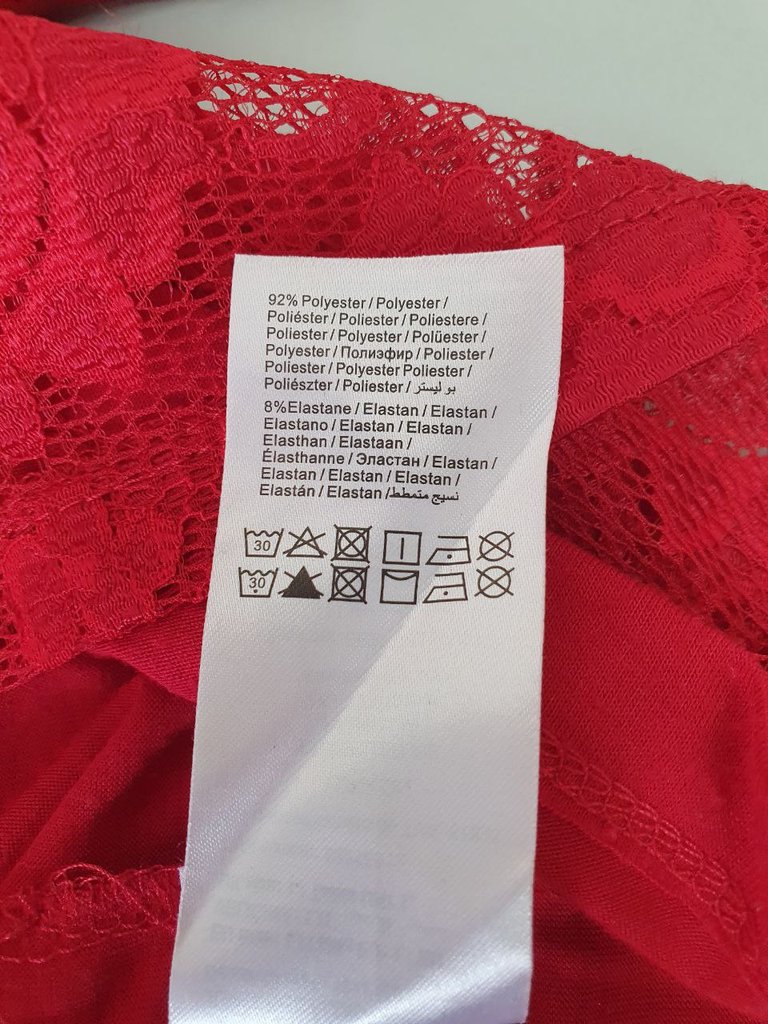 92% Polyester / Polyester /
Poliéster / Poliester / Poliestere /
Poliester / Polyester / Polüester /
Polyester / Полиэфир / Poliester /
Poliester / Polyester Poliester /
Poliészter / Poliester / بوليستر
8%Elastane / Elastan / Elastan /
Elastano / Elastan / Elastan /
Elasthan / Elastaan /
Élasthanne / Эластан / Elastan /
Elastan / Elastan / Elastan /
Elastán / Elastan / نسيج متمطط
30
30